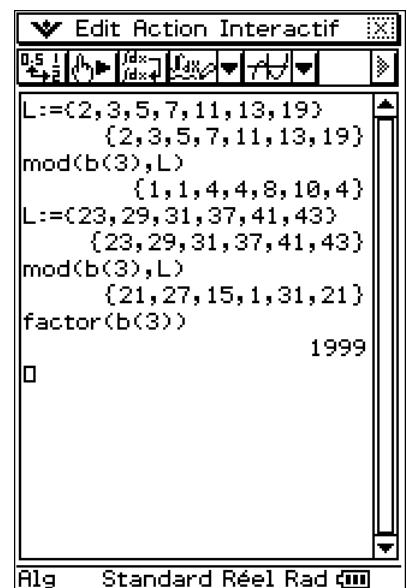 Edit Action Interactif
L:={2,3,5,7,11,13,19}
{2,3,5,7,11,13,19}
mod(b(3),L)
{1,1,4,4,8,10,4}
L:={23,29,31,37,41,43}
{23,29,31,37,41,43}
mod(b(3),L)
{21,27,15,1,31,21}
factor(b(3))
1999
Alg Standard Réel Rad